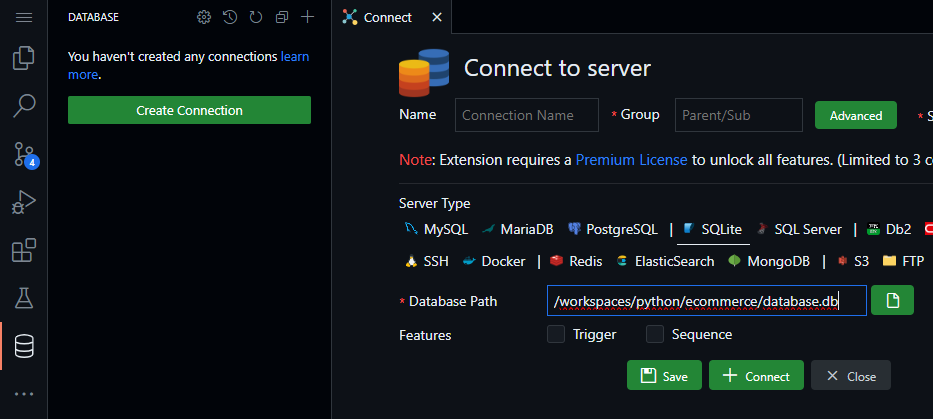 DATABASE
You haven't created any connections learn
more.
Create Connection
4
Connect
Connect to server
Name Connection Name * Group Parent/Sub Advanced * S
Note: Extension requires a Premium License to unlock all features. (Limited to 3 c
Server Type
MySQL MariaDB PostgreSQL | SQLite SQL Server | Db2
SSH Docker | Redis ElasticSearch MongoDB | S3 FTP
* Database Path /workspaces/python/ecommerce/database.db
Features Trigger Sequence
Save Connect Close